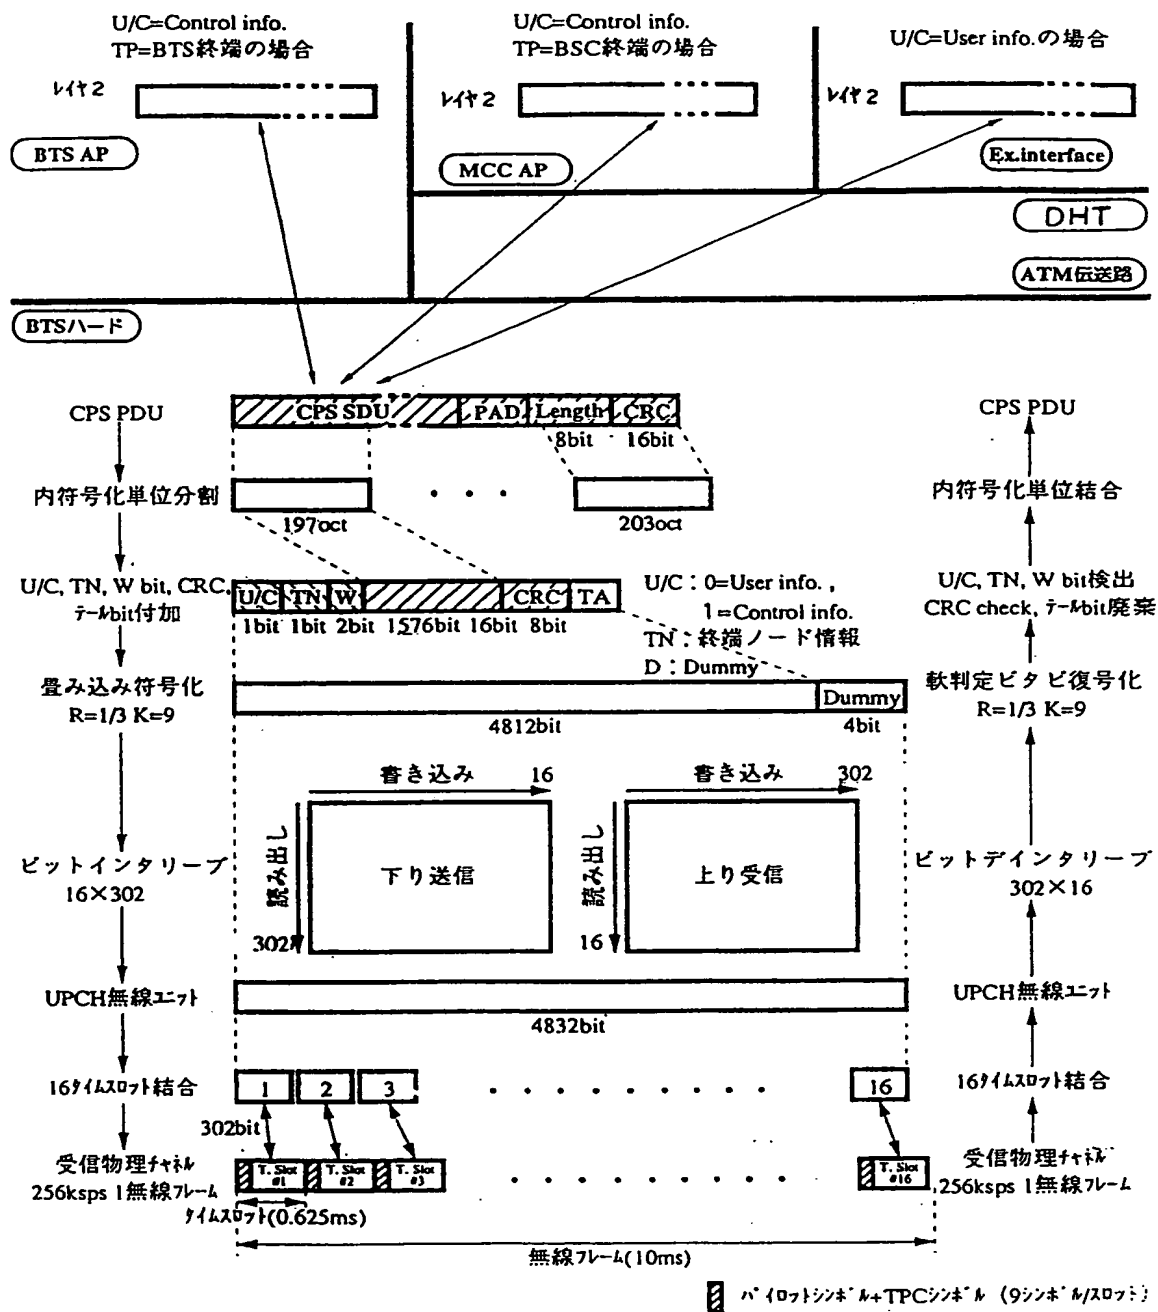 U/C=Control info.
TP=BTS終端の場合
U/C=Control info.
TP=BSC終端の場合
U/C=User info.の場合
レイヤ2
レイヤ2
レイヤ2
BTS AP
MCC AP
Ex.interface
DHT
ATM伝送路
BTSハード
CPS PDU
CPS SDU
PAD
Length
CRC
CPS PDU
8bit
16bit
内符号化単位分割
内符号化単位結合
197oct
203oct
U/C, TN, W bit, CRC,
テールbit付加
U/C
TN
W
CRC
TA
1bit
1bit
2bit
1576bit
16bit
8bit
U/C:0=User info. ,
1=Control info.
TN:終端ノード情報
D:Dummy
U/C, TN, W bit検出
CRC check, テールbit廃棄
畳み込み符号化
R=1/3 K=9
Dummy
4812bit
4bit
軟判定ビタビ復号化
R=1/3 K=9
書き込み
16
読み出し
下り送信
302
書き込み
302
読み出し
上り受信
16
ビットインタリーブ
16×302
ビットデインタリーブ
302×16
UPCH無線ユニット
4832bit
UPCH無線ユニット
16タイムスロット結合
1
2
3
16
16タイムスロット結合
302bit
受信物理チャネル
256ksps 1無線フレーム
T. Slot
#1
T. Slot
#2
T. Slot
#3
T. Slot
#16
受信物理チャネル
256ksps 1無線フレーム
タイムスロット(0.625ms)
無線フレーム(10ms)
パイロットシンボル+TPCシンボル (9シンボル/スロット)